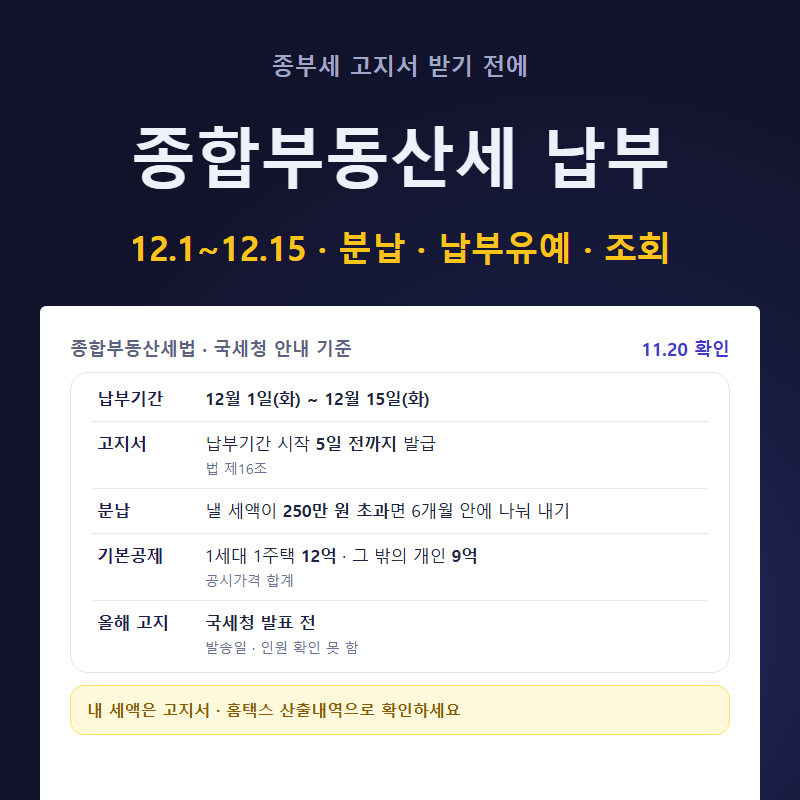 종부세 고지서 받기 전에
종합부동산세 납부
12.1~12.15 · 분납 · 납부유예 · 조회
종합부동산세법 · 국세청 안내 기준
11.20 확인
납부기간
12월 1일(화) ~ 12월 15일(화)
고지서
납부기간 시작 5일 전까지 발급
법 제16조
분납
낼 세액이 250만 원 초과면 6개월 안에 나눠 내기
기본공제
1세대 1주택 12억 · 그 밖의 개인 9억
공시가격 합계
올해 고지
국세청 발표 전
발송일 · 인원 확인 못 함
내 세액은 고지서 · 홈택스 산출내역으로 확인하세요